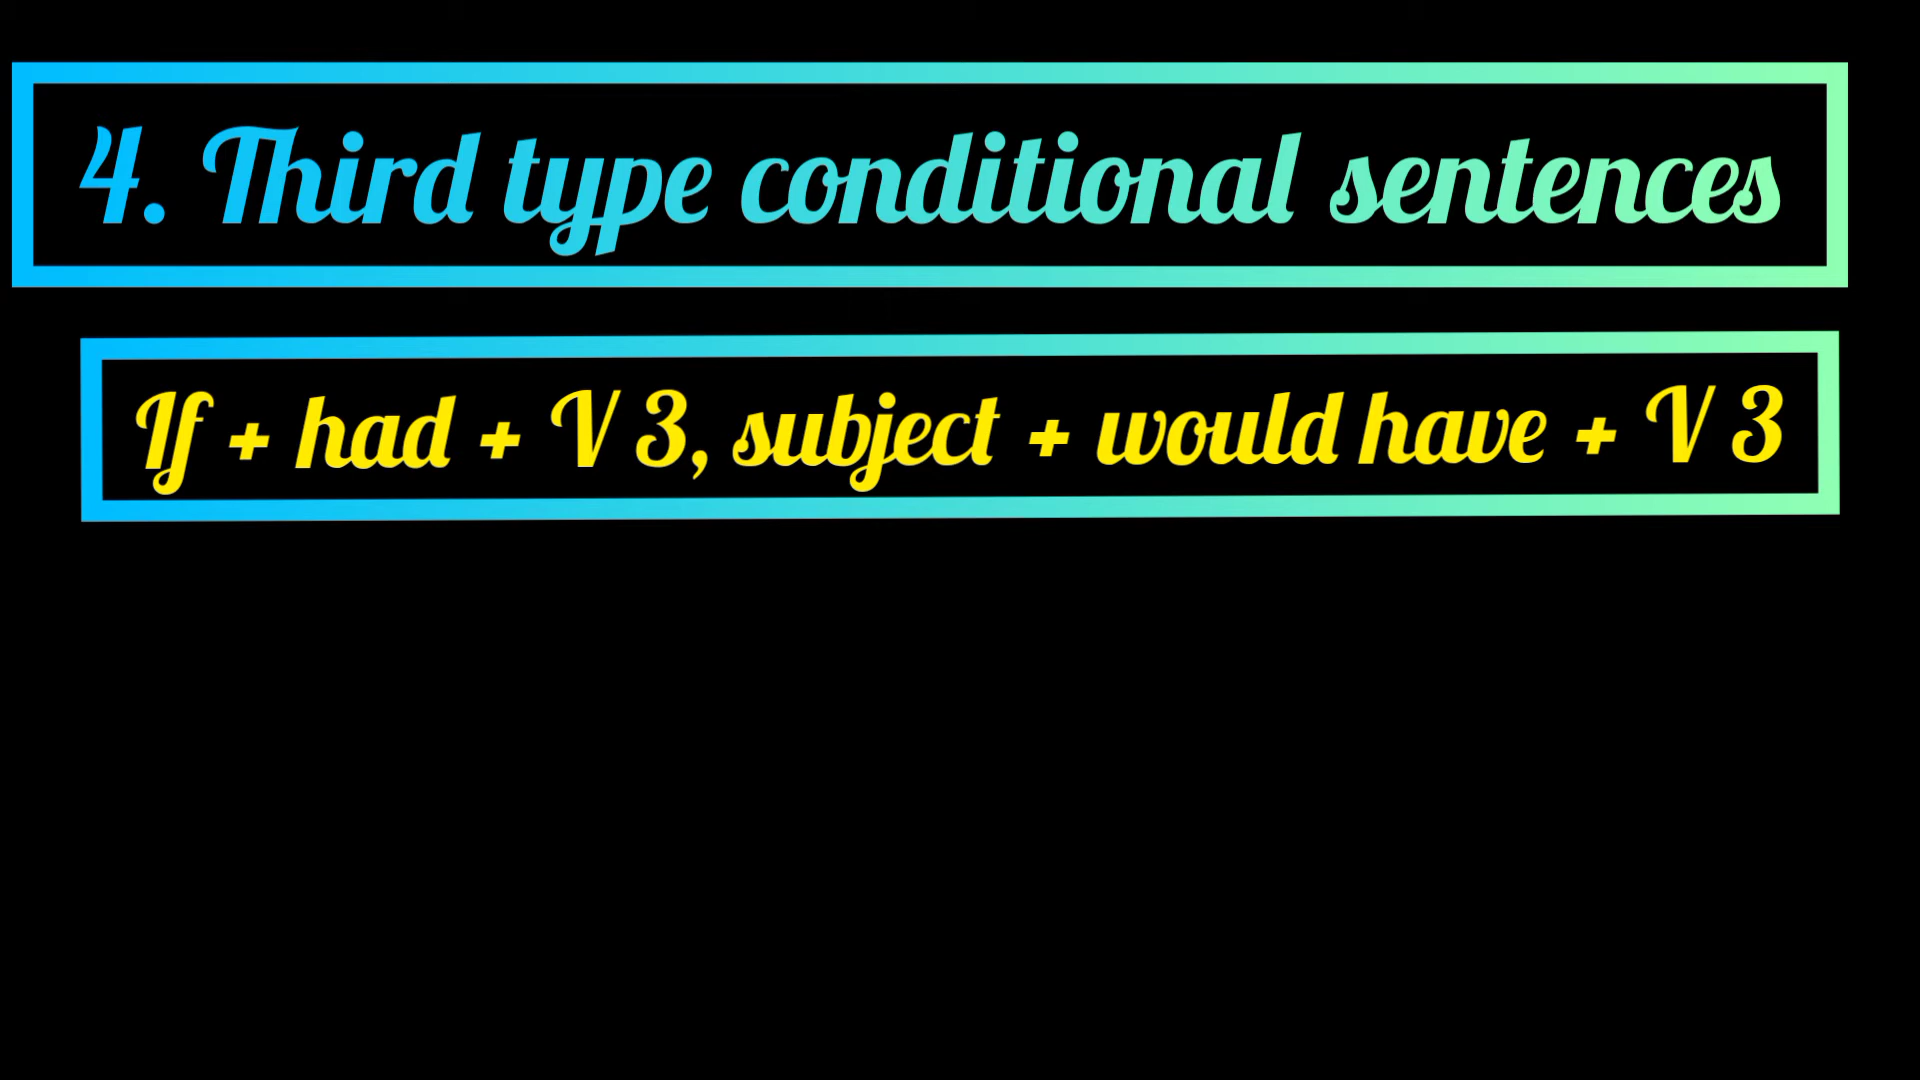 4. Third type conditional sentences
If + had + V 3, subject + would have + V 3